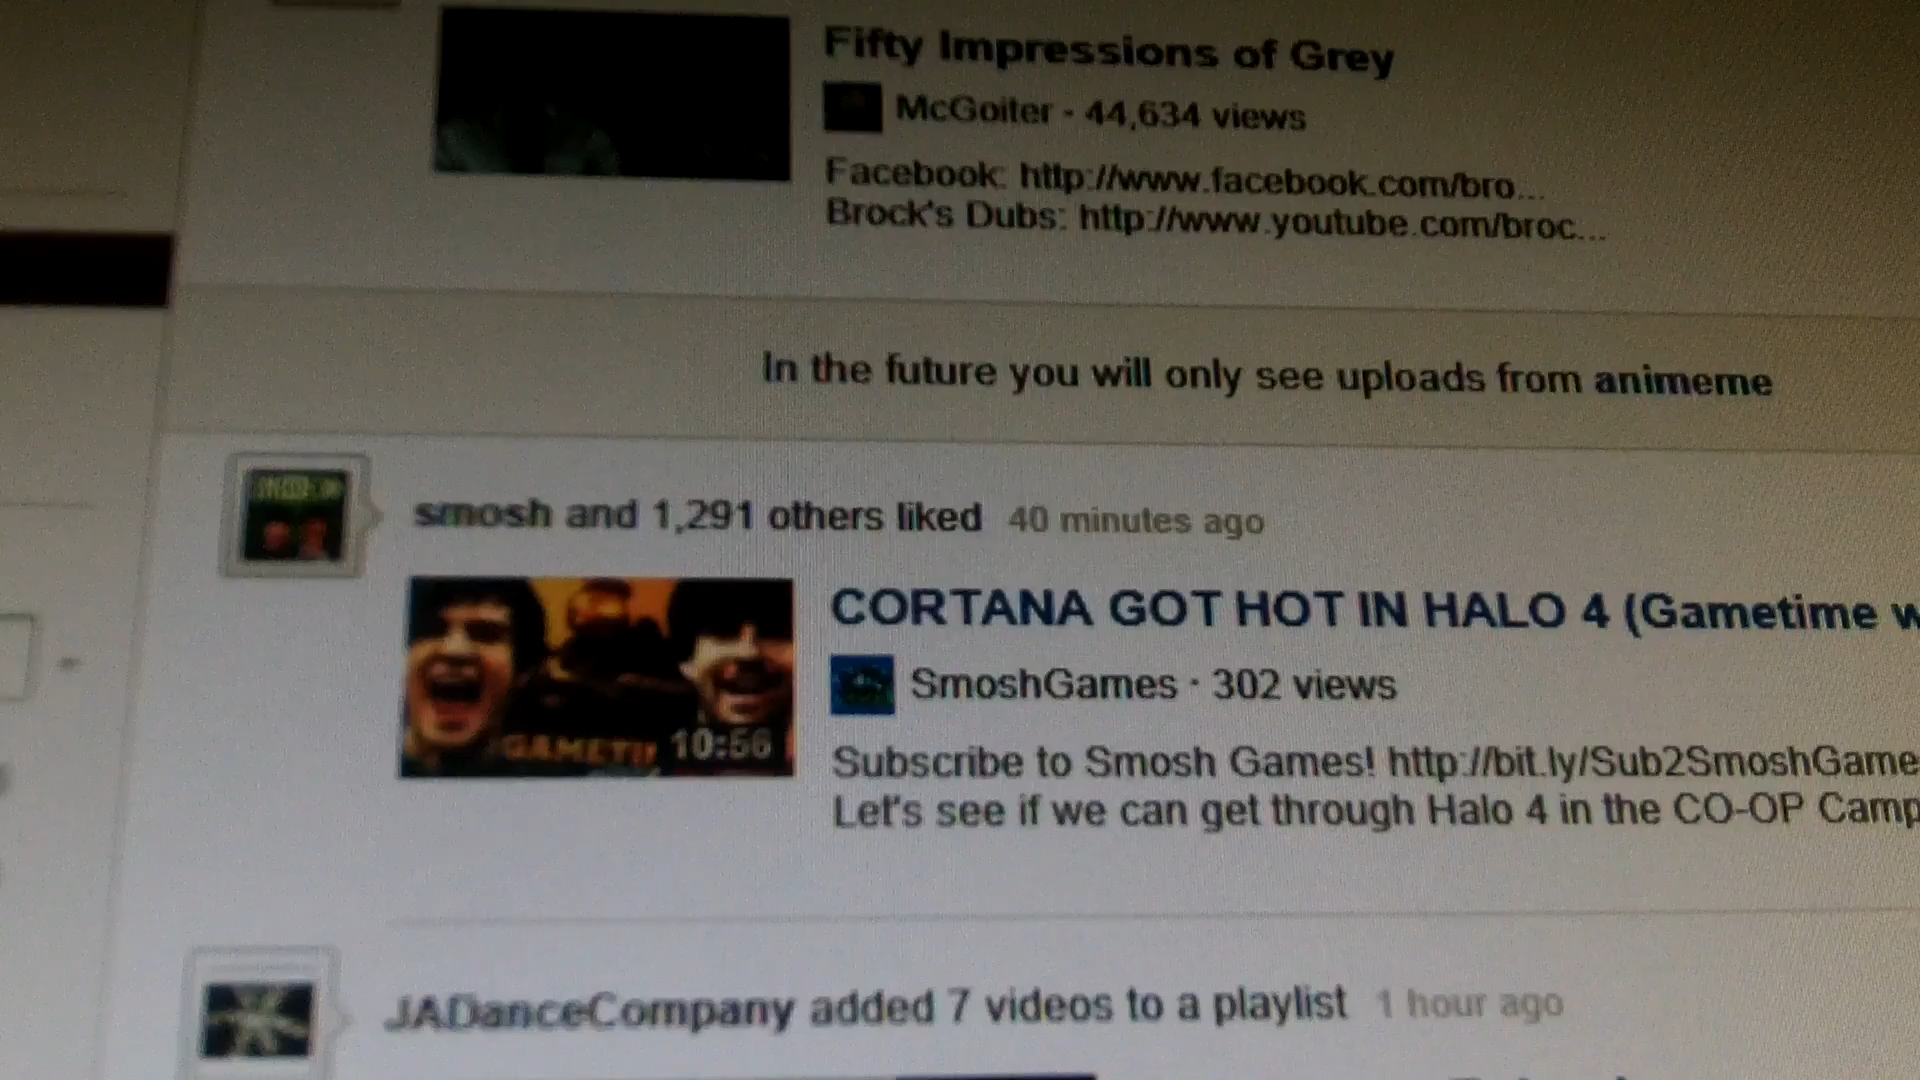 Fifty Impressions of Grey
McGoiter - 44,634 views
Facebook: http://www.facebook.com/bro...
Brock's Dubs: http://www.youtube.com/broc...
In the future you will only see uploads from animeme
smosh and 1,291 others liked 40 minutes ago
CORTANA GOT HOT IN HALO 4 (Gametime w
SmoshGames · 302 views
GAMETI 10:56
Subscribe to Smosh Games! http://bit.ly/Sub2SmoshGame
Let's see if we can get through Halo 4 in the CO-OP Camp
JADanceCompany added 7 videos to a playlist 1 hour ago